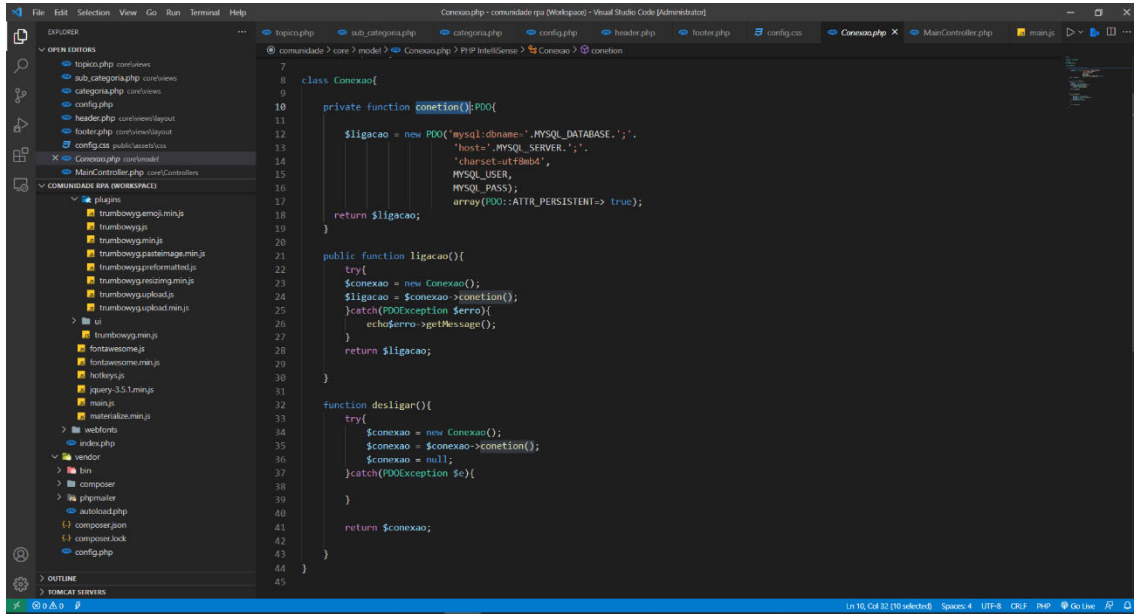 File Edit Selection View Go Run Terminal Help
Conexao.php - comunidade rpa (Workspace) - Visual Studio Code [Administrator]
EXPLORER
topico.php sub_categoria.php categoria.php config.php header.php footer.php config.css Conexao.php MainController.php main.js
OPEN EDITORS
topico.php core\views
sub_categoria.php core\views
categoria.php core\views
config.php
header.php core\views\layout
footer.php core\views\layout
config.css public\assets\css
Conexao.php core\model
MainController.php core\Controllers
COMUNIDADE RPA (WORKSPACE)
plugins
trumbowyg.emoji.min.js
trumbowyg.js
trumbowyg.min.js
trumbowyg.pasteimage.min.js
trumbowyg.preformatted.js
trumbowyg.resizimg.min.js
trumbowyg.upload.js
trumbowyg.upload.min.js
ui
trumbowyg.min.js
fontawesome.js
fontawesome.min.js
hotkeys.js
jquery-3.5.1.min.js
main.js
materialize.min.js
webfonts
index.php
vendor
bin
composer
phpmailer
autoload.php
composer.json
composer.lock
config.php
OUTLINE
TOMCAT SERVERS
comunidade > core > model > Conexao.php > PHP IntelliSense > Conexao > conetion
7
8 class Conexao{
9
10 private function conetion():PDO{
11
12 $ligacao = new PDO('mysql:dbname='.MYSQL_DATABASE.';'.
13 'host='.MYSQL_SERVER.';'.
14 'charset=utf8mb4',
15 MYSQL_USER,
16 MYSQL_PASS);
17 array(PDO::ATTR_PERSISTENT=> true);
18 return $ligacao;
19 }
20
21 public function ligacao(){
22 try{
23 $conexao = new Conexao();
24 $ligacao = $conexao->conetion();
25 }catch(PDOException $erro){
26 echo$erro->getMessage();
27 }
28 return $ligacao;
29
30 }
31
32 function desligar(){
33 try{
34 $conexao = new Conexao();
35 $conexao = $conexao->conetion();
36 $conexao = null;
37 }catch(PDOException $e){
38
39 }
40
41 return $conexao;
42
43 }
44 }
45
0 0 Ln 10, Col 32 (10 selected) Spaces: 4 UTF-8 CRLF PHP Go Live